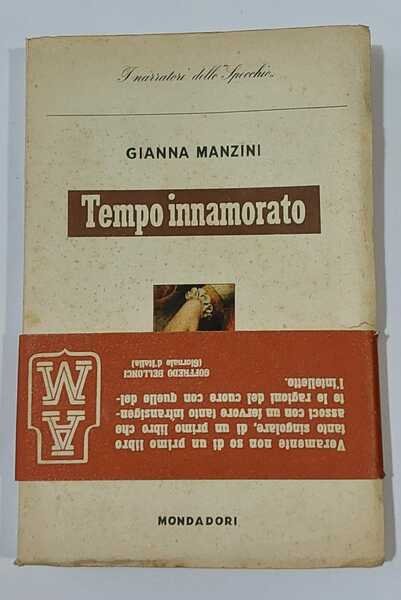 I narratori dello "Specchio"
GIANNA MANZINI
Tempo innamorato
Veramente non so di un primo libro
tanto singolare, di un primo libro che
associ con un fervore tanto intransigen-
te le ragioni del cuore con quelle del-
l'intelletto.
GOFFREDO BELLONCI
(Giornale d'Italia)
AM
MONDADORI